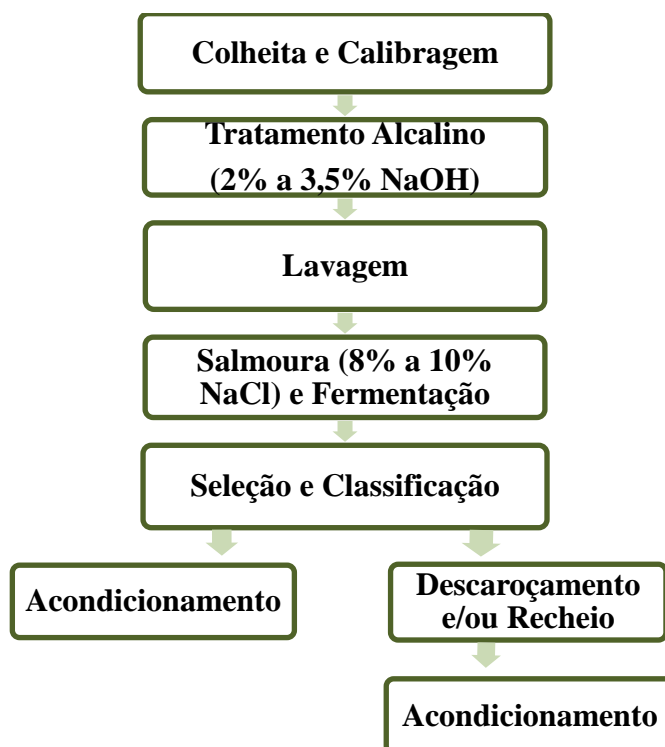 Colheita e Calibragem
Tratamento Alcalino
(2% a 3,5% NaOH)
Lavagem
Salmoura (8% a 10%
NaCl) e Fermentação
Seleção e Classificação
Acondicionamento
Descaroçamento
e/ou Recheio
Acondicionamento